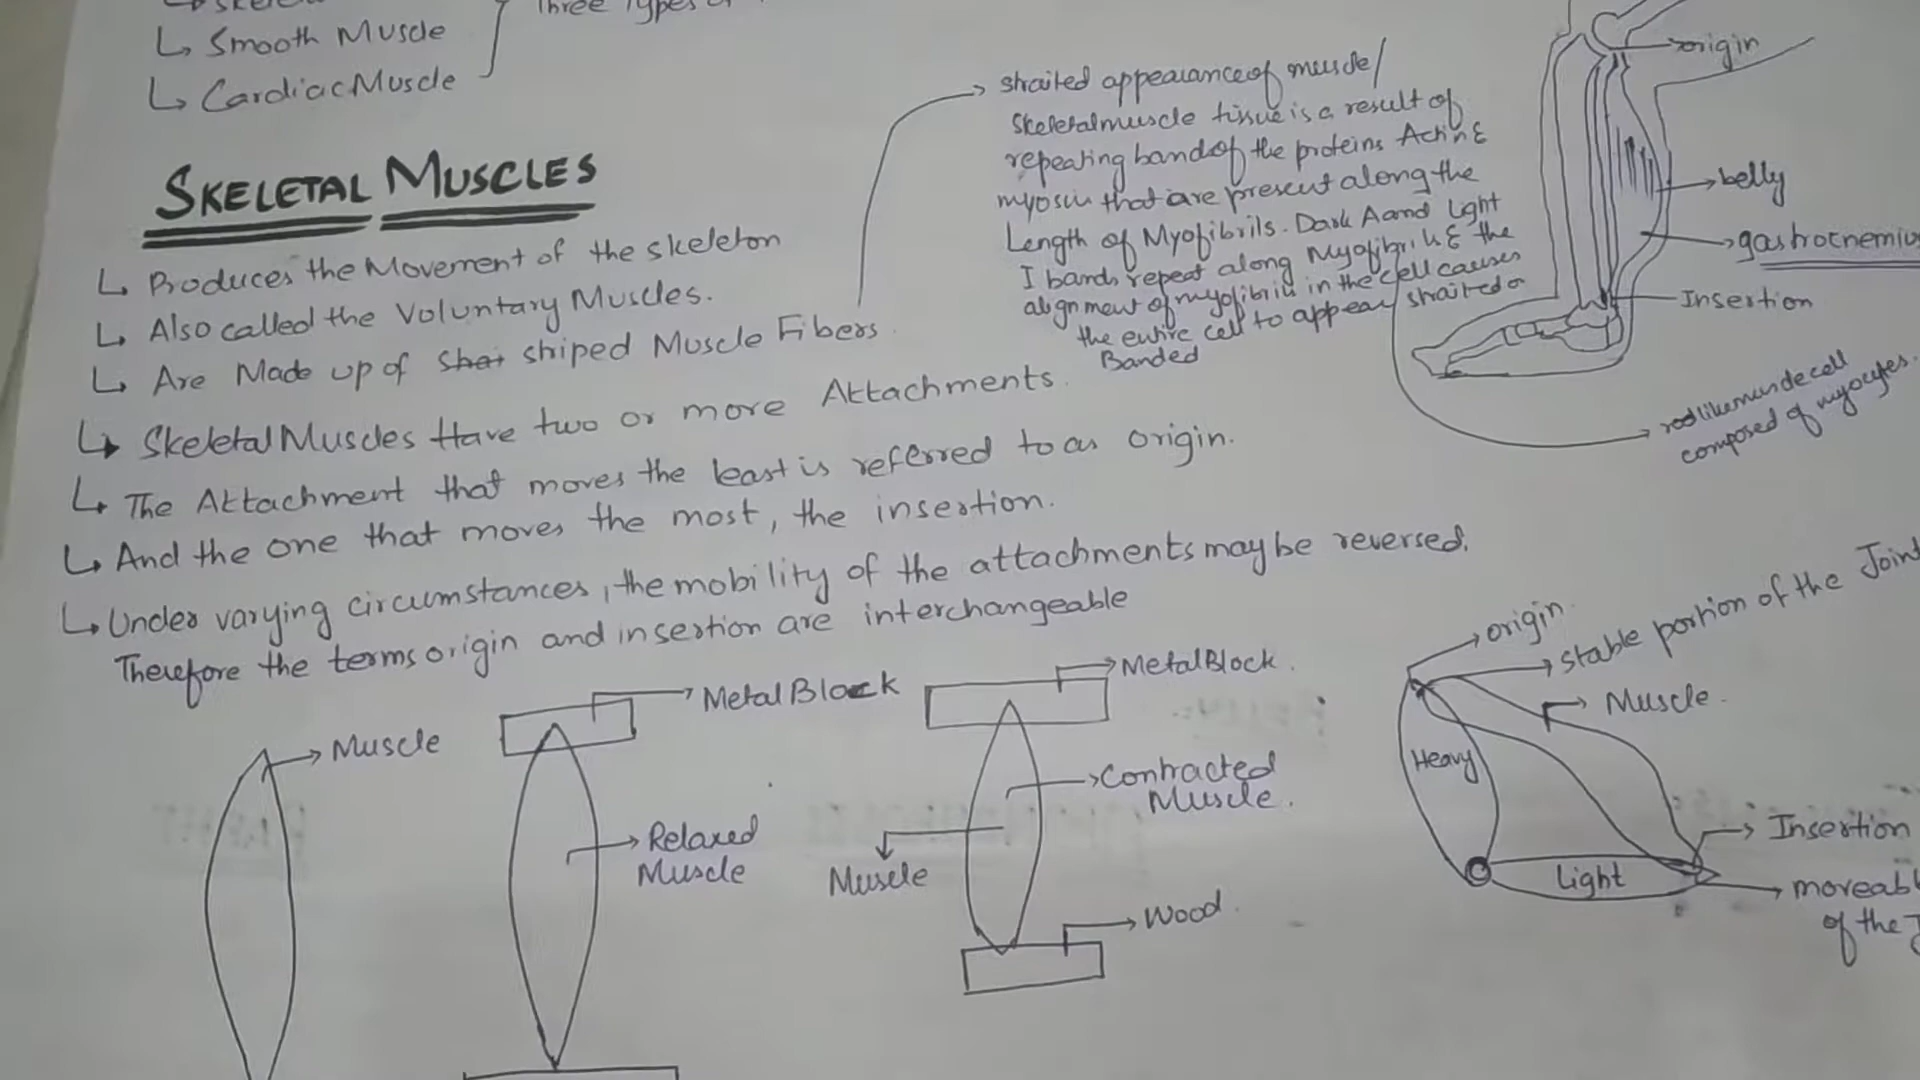 Smooth Muscle
Cardiac Muscle
Three Types
SKELETAL MUSCLES
Produces the Movement of the skeleton
Also called the Voluntary Muscles.
Are Made up of shriped Muscle Fibers
Skeletal Muscles Have two or more Attachments.
The Attachment that moves the least is referred to as origin.
And the one that moves the most, the insertion.
Under varying circumstances, the mobility of the attachments may be reversed.
Therefore the terms origin and insertion are interchangeable
straited appearance of muscle/
Skeletal muscle tissue is a result of
repeating band of the proteins Actin &
myosin that are present along the
Length of Myofibrils. Dark A and Light
I bands repeat along Myofibrils & the
alignment of myofibril in the cell causes
the entire cell to appear straited or
Banded
origin
belly
gastrocnemius
Insertion
rod like muscle cell
composed of myocytes.
Muscle
Metal Block
Relaxed
Muscle
Metal Block.
Contracted
Muscle.
Muscle
Wood.
origin.
stable portion of the Joint
Muscle.
Heavy
Light
Insertion
moveabl
of the J